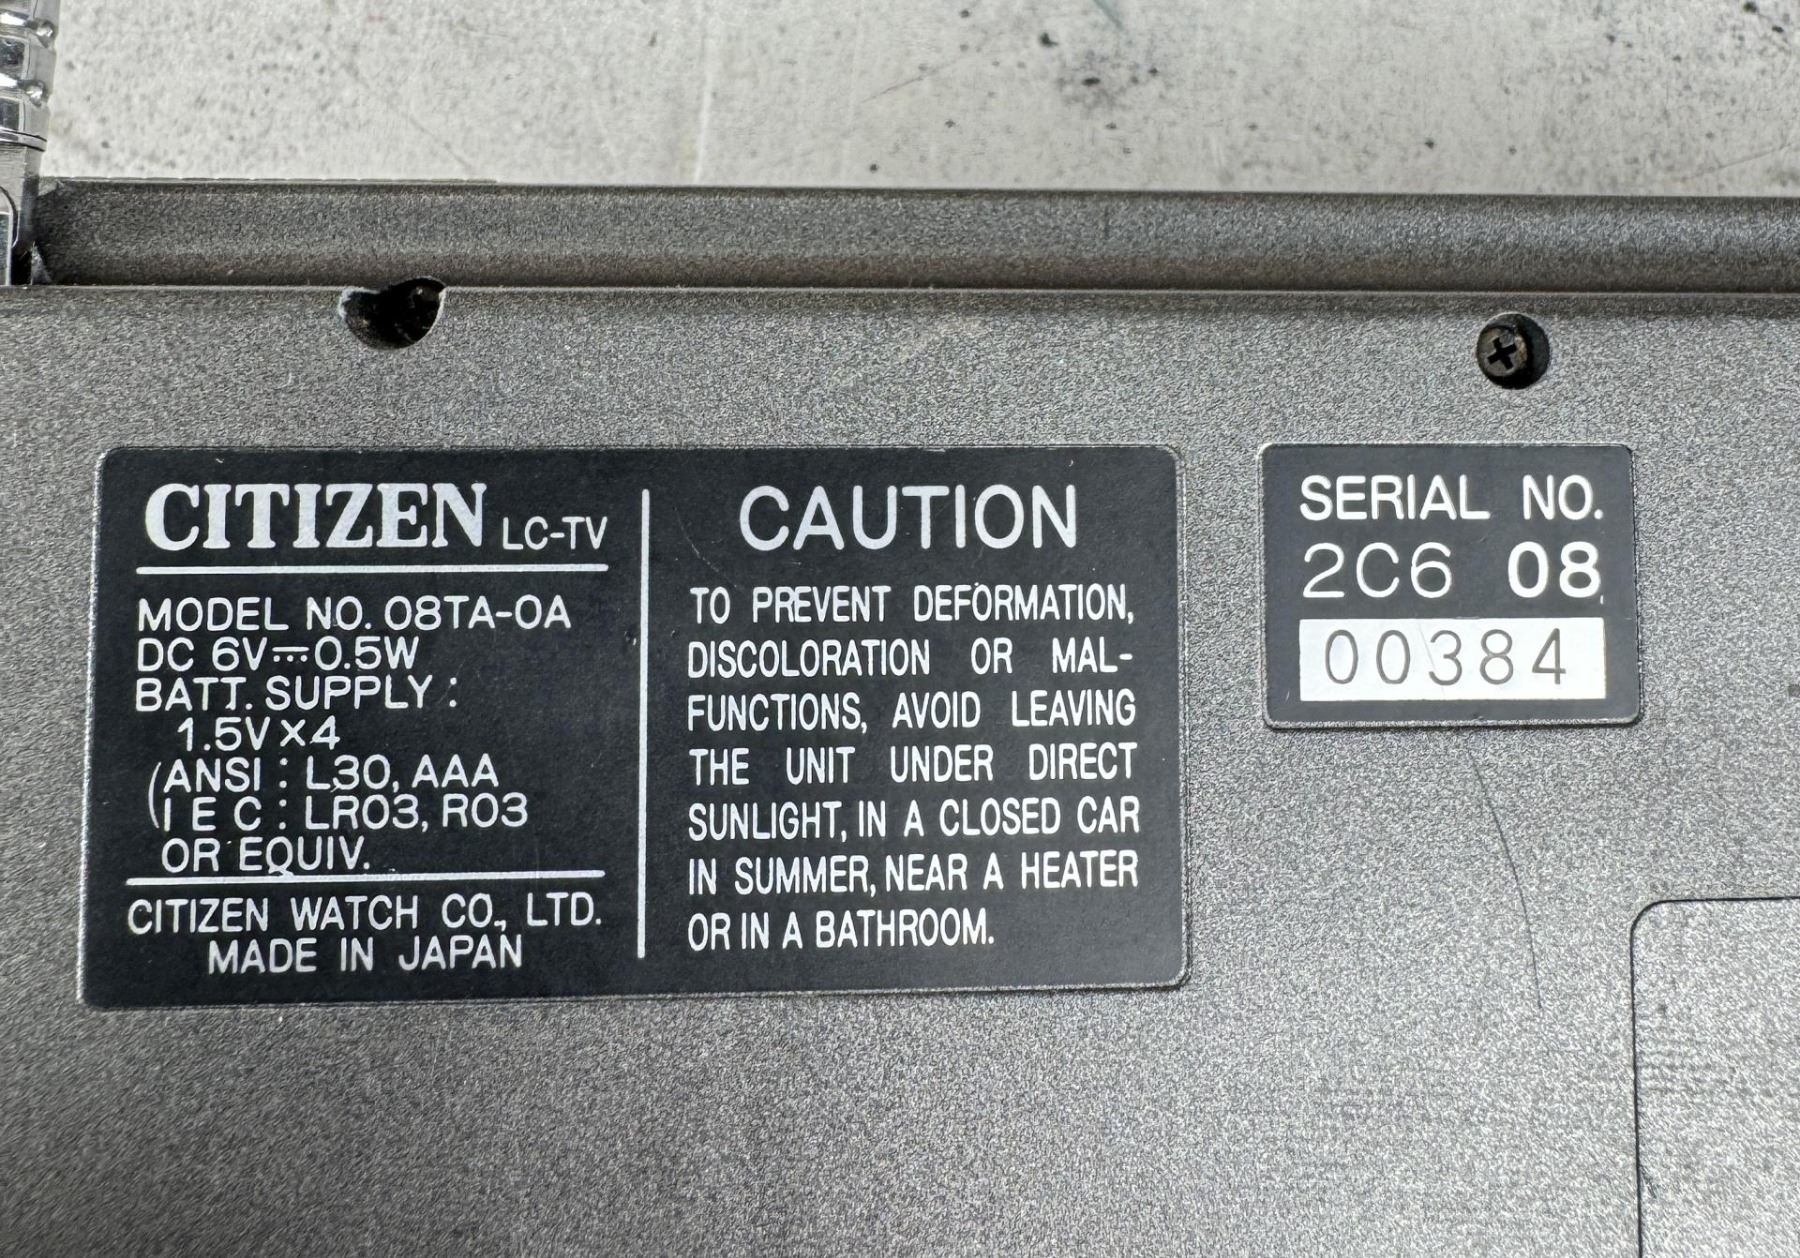 CITIZEN LC-TV
MODEL NO. 08TA-0A
DC 6V⎓0.5W
BATT. SUPPLY :
1.5V×4
(ANSI : L30, AAA
(I E C : LR03, R03
OR EQUIV.
CITIZEN WATCH CO., LTD.
MADE IN JAPAN
CAUTION
TO PREVENT DEFORMATION,
DISCOLORATION OR MAL-
FUNCTIONS, AVOID LEAVING
THE UNIT UNDER DIRECT
SUNLIGHT, IN A CLOSED CAR
IN SUMMER, NEAR A HEATER
OR IN A BATHROOM.
SERIAL NO.
2C6 08
00384